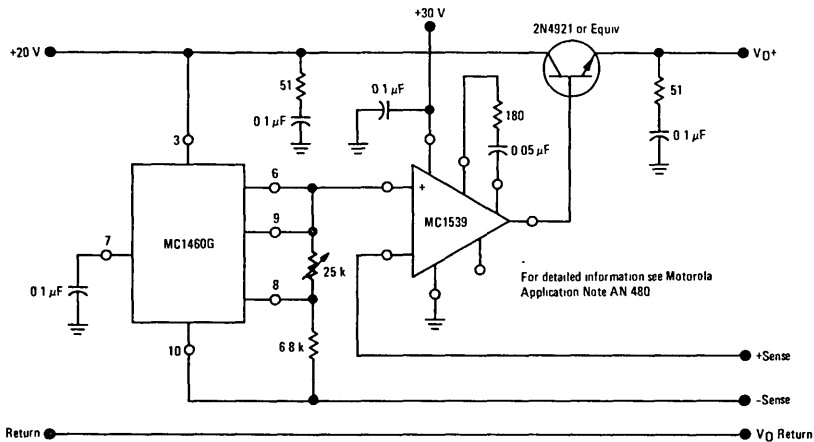 +30 V
2N4921 or Equiv
+20 V
VO+
51
0 1 µF
0 1 µF
180
0 05 µF
51
0 1 µF
3
6
+
MC1539
9
MC1460G
7
25 k
8
For detailed information see Motorola
Application Note AN 480
0 1 µF
6 8 k
10
+Sense
-Sense
Return
VO Return